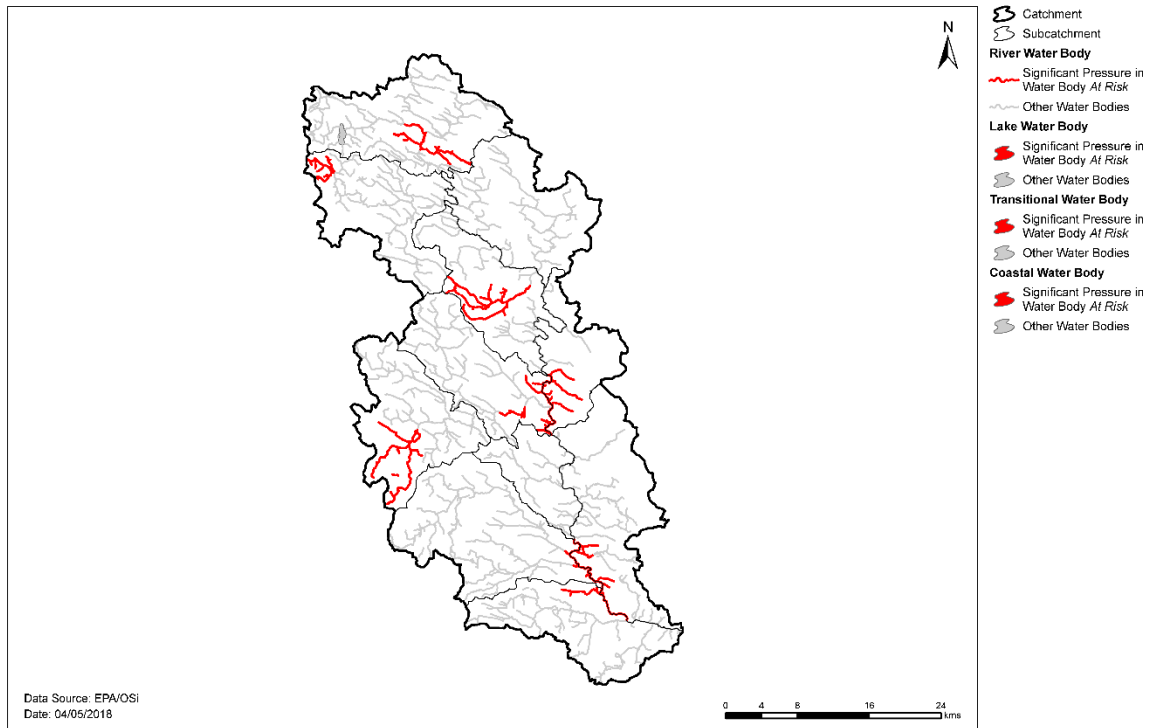 N
Catchment
Subcatchment
River Water Body
Significant Pressure in
Water Body At Risk
Other Water Bodies
Lake Water Body
Significant Pressure in
Water Body At Risk
Other Water Bodies
Transitional Water Body
Significant Pressure in
Water Body At Risk
Other Water Bodies
Coastal Water Body
Significant Pressure in
Water Body At Risk
Other Water Bodies
Data Source: EPA/OSi
Date: 04/05/2018
0 4 8 16 24
kms